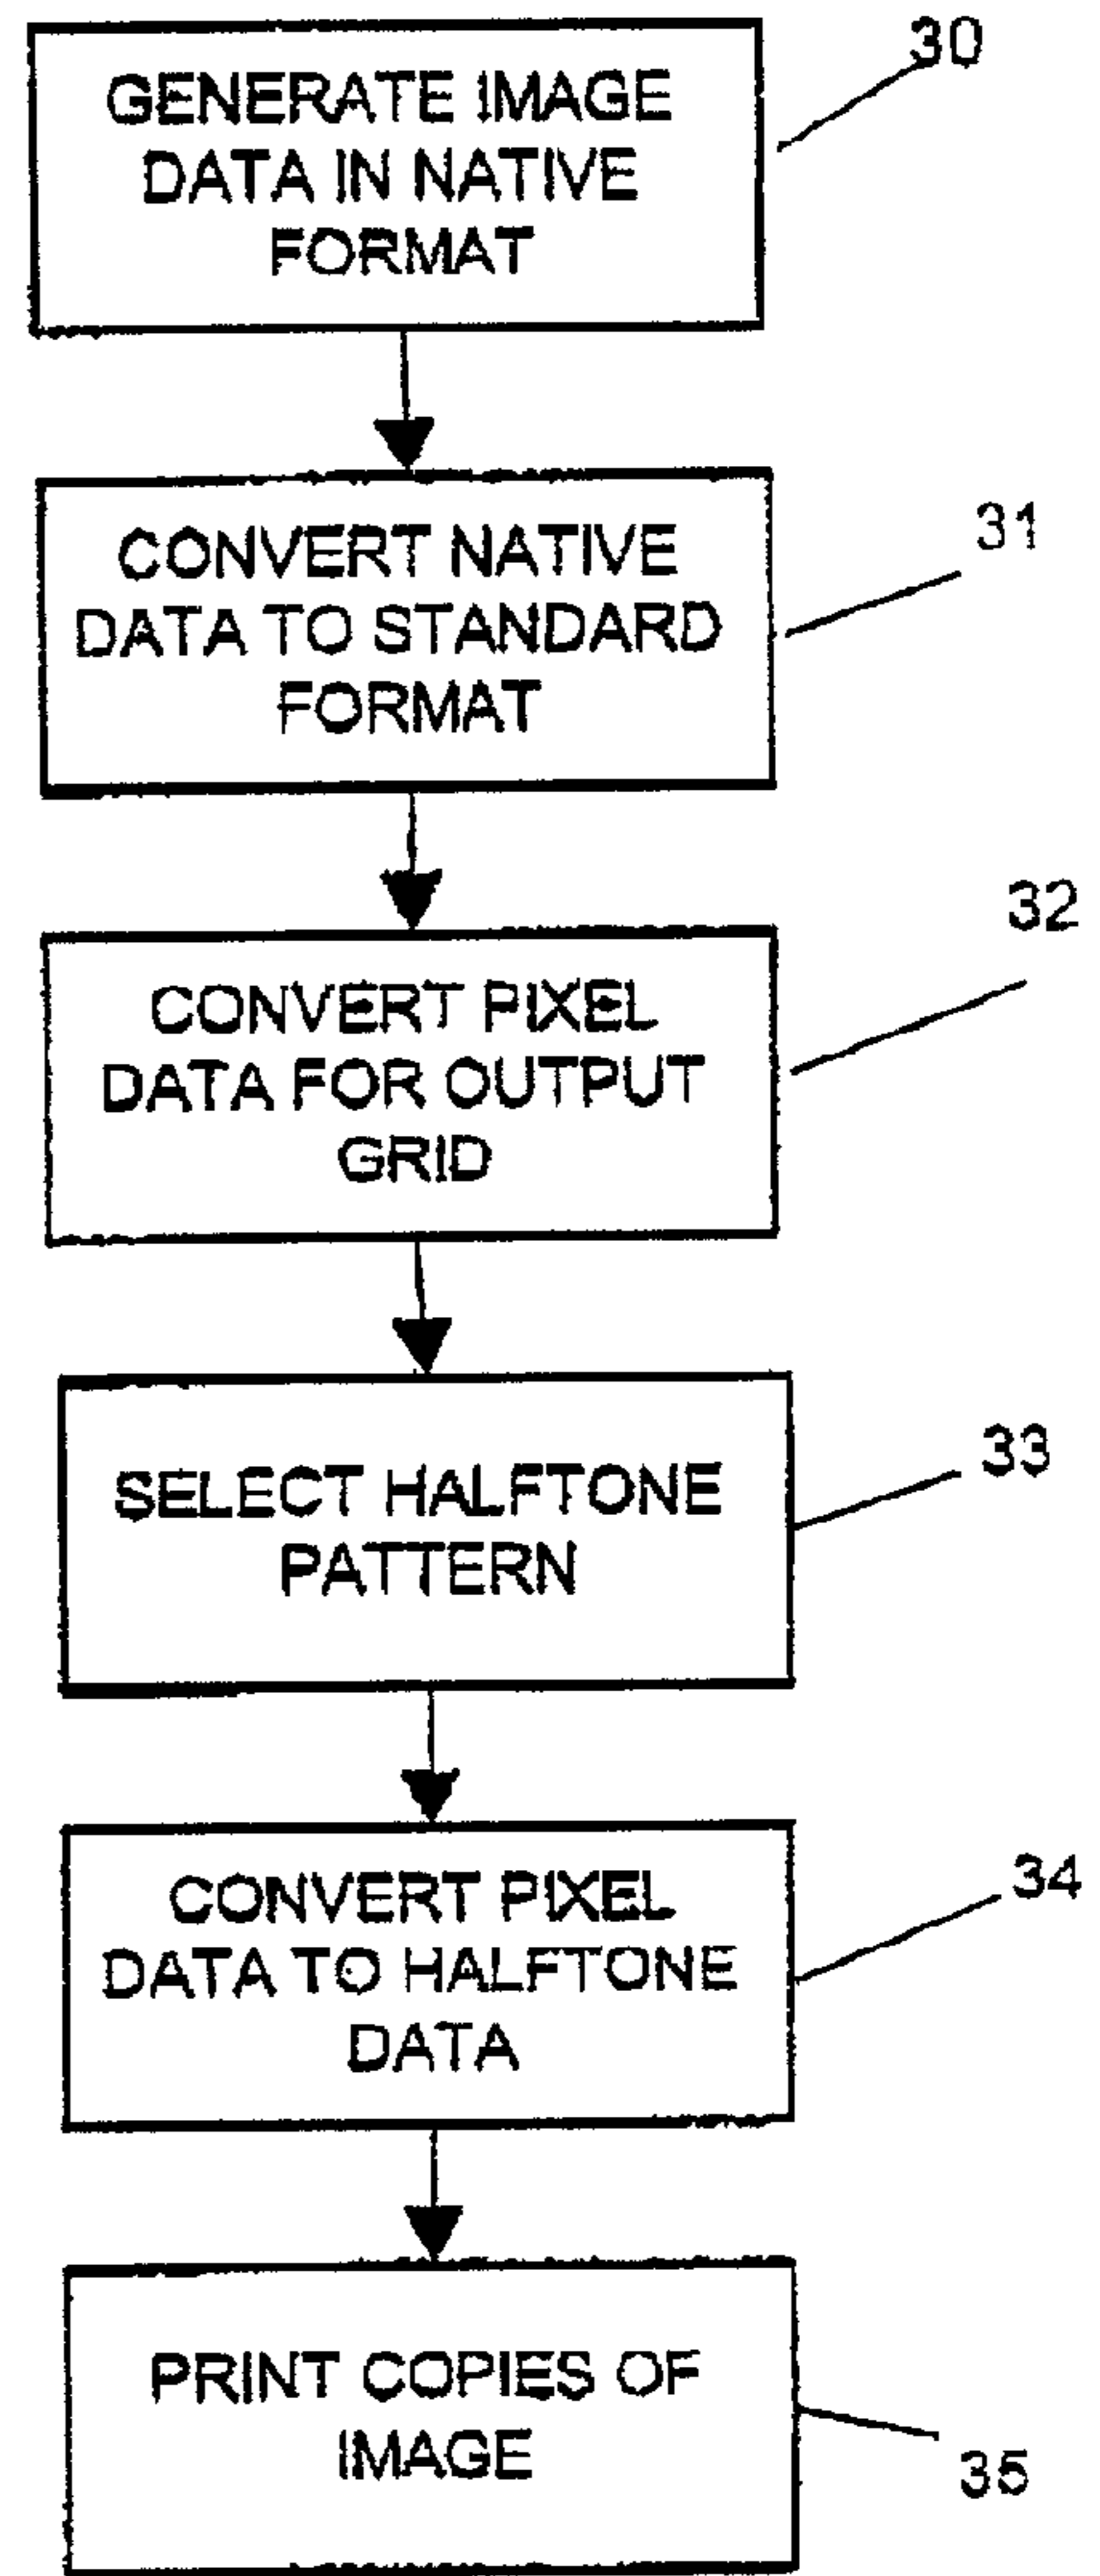 GENERATE IMAGE
DATA IN NATIVE
FORMAT
30
CONVERT NATIVE
DATA TO STANDARD
FORMAT
31
CONVERT PIXEL
DATA FOR OUTPUT
GRID
32
SELECT HALFTONE
PATTERN
33
CONVERT PIXEL
DATA TO HALFTONE
DATA
34
PRINT COPIES OF
IMAGE
35